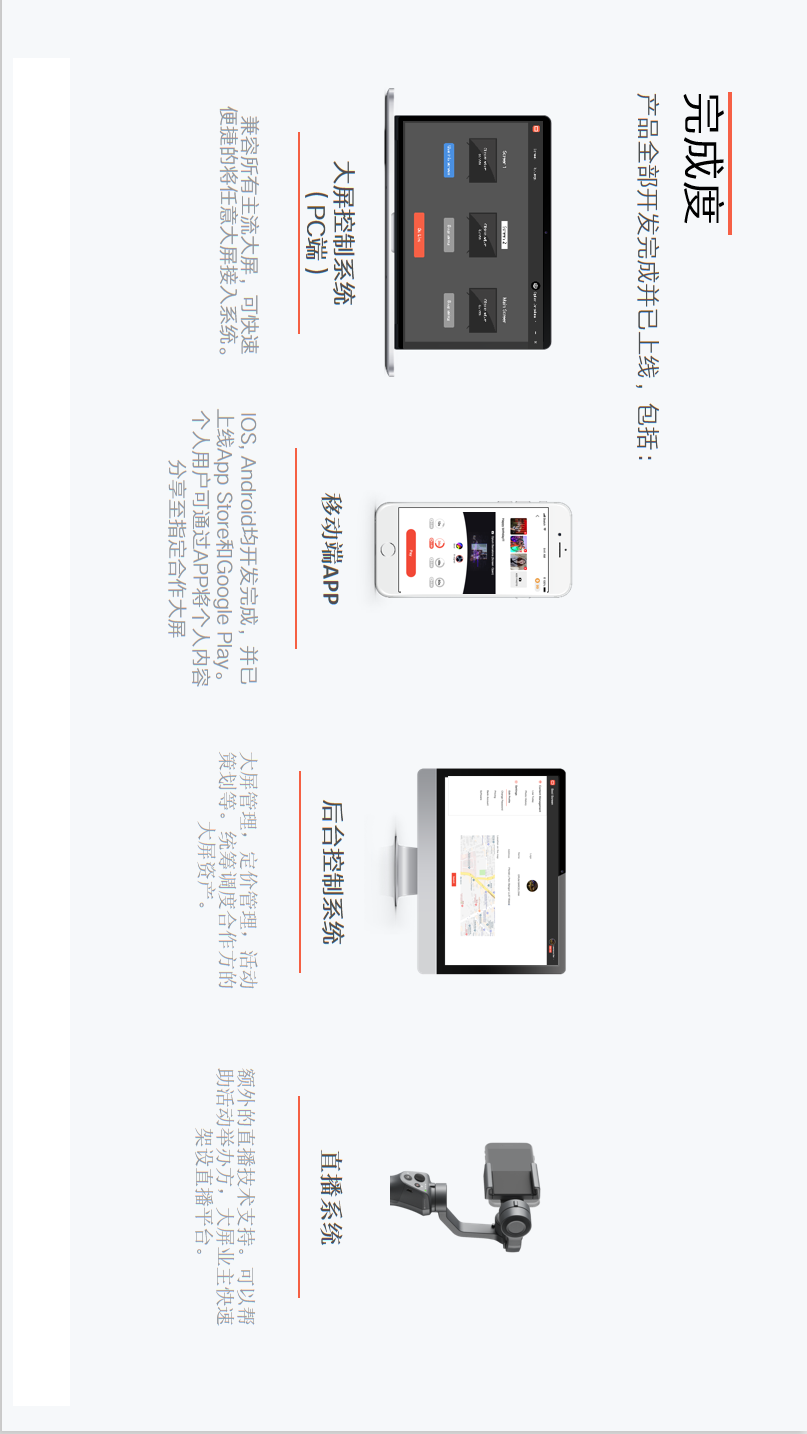 完成度
产品全部开发完成并已上线，包括：
大屏控制系统
（PC端）
兼容所有主流大屏，可快速
便捷的将任意大屏接入系统。
移动端APP
IOS, Android均开发完成，并已
上线App Store和Google Play。
个人用户可通过APP将个人内容
分享至指定合作大屏
后台控制系统
大屏管理，定价管理，活动
策划等。统筹调度合作方的
大屏资产。
直播系统
额外的直播技术支持。可以帮
助活动举办方，大屏业主快速
架设直播平台。
Screen 1
Screen 2
Main Screen